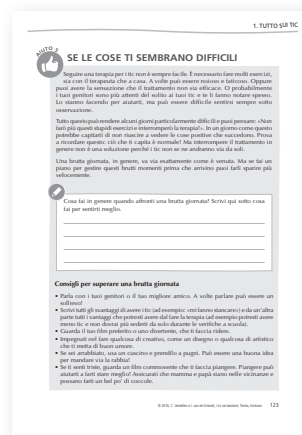 1. TUTTO SUI TIC
AIUTO 5
SE LE COSE TI SEMBRANO DIFFICILI
Seguire una terapia per i tic non è sempre facile. È necessario fare molti esercizi,
sia con il terapeuta che a casa. A volte può essere noioso e faticoso. Oppure
puoi avere la sensazione che il trattamento non sia efficace. O probabilmente
i tuoi genitori sono più attenti del solito ai tuoi tic e te li fanno notare spesso.
Lo stanno facendo per aiutarti, ma può essere difficile sentirsi sempre sotto
osservazione.
Tutto questo può rendere alcuni giorni particolarmente difficili e puoi pensare: «Non
farò più questi stupidi esercizi e interromperò la terapia!». In un giorno come questo
potrebbe capitarti di non riuscire a vedere le cose positive che succedono. Prova
a ricordare questo: ciò che ti capita è normale! Ma interrompere il trattamento in
genere non è una soluzione perché i tic non se ne andranno via da soli.
Una brutta giornata, in genere, va via esattamente come è venuta. Ma se fai un
piano per gestire questi brutti momenti prima che arrivino puoi farli sparire più
velocemente.
Cosa fai in genere quando affronti una brutta giornata? Scrivi qui sotto cosa
fai per sentirti meglio.
Consigli per superare una brutta giornata
• Parla con i tuoi genitori o il tuo migliore amico. A volte parlare può essere un
sollievo!
• Scrivi tutti gli svantaggi di avere i tic (ad esempio: «mi fanno stancare») e da un'altra
parte tutti i vantaggi che potresti avere dal fare la terapia (ad esempio potresti avere
meno tic e non dovrai più sederti da solo durante le verifiche a scuola).
• Guarda il tuo film preferito o uno divertente, che ti faccia ridere.
• Impegnati nel fare qualcosa di creativo, come un disegno o qualcosa di artistico
che ti metta di buon umore.
• Se sei arrabbiato, usa un cuscino e prendilo a pugni. Può essere una buona idea
per mandare via la rabbia!
• Se ti senti triste, guarda un film commovente che ti faccia piangere. Piangere può
aiutarti a farti stare meglio! Assicurati che mamma e papà siano nelle vicinanze e
possano farti un bel po' di coccole.
123